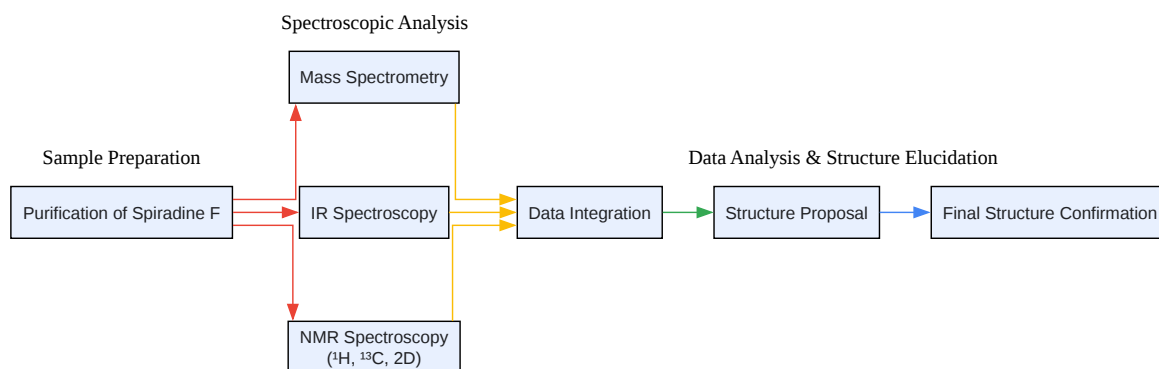 Spectroscopic Analysis
Mass Spectrometry
Sample Preparation
Data Analysis & Structure Elucidation
Purification of Spiradine F
IR Spectroscopy
Data Integration
Structure Proposal
Final Structure Confirmation
NMR Spectroscopy
(¹H, ¹³C, 2D)